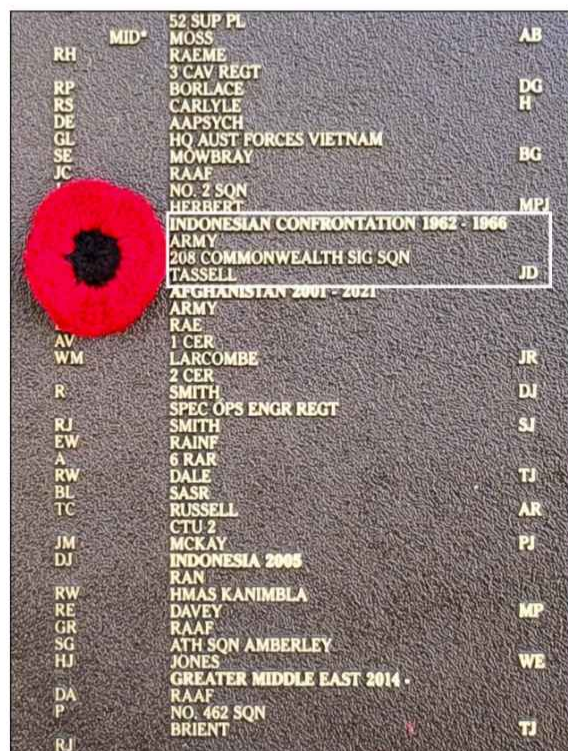 52 SUP PL
MID* MOSS AB
RH RAEME
3 CAV REGT
RP BORLACE DG
RS CARLYLE H
DE AAPSYCH
GL HQ AUST FORCES VIETNAM
SE MOWBRAY BG
JC RAAF
NO. 2 SQN
HERBERT MPJ
INDONESIAN CONFRONTATION 1962 - 1966
ARMY
208 COMMONWEALTH SIG SQN
TASSELL JD
AFGHANISTAN 2001 - 2021
ARMY
RAE
AV 1 CER
WM LARCOMBE JR
2 CER
R SMITH DJ
SPEC OPS ENGR REGT
RJ SMITH SJ
EW RAINF
A 6 RAR
RW DALE TJ
BL SASR
TC RUSSELL AR
CTU 2
JM MCKAY PJ
DJ INDONESIA 2005
RAN
RW HMAS KANIMBLA
RE DAVEY MP
GR RAAF
SG ATH SQN AMBERLEY
HJ JONES WE
GREATER MIDDLE EAST 2014 -
DA RAAF
P NO. 462 SQN
BRIENT TJ
RJ